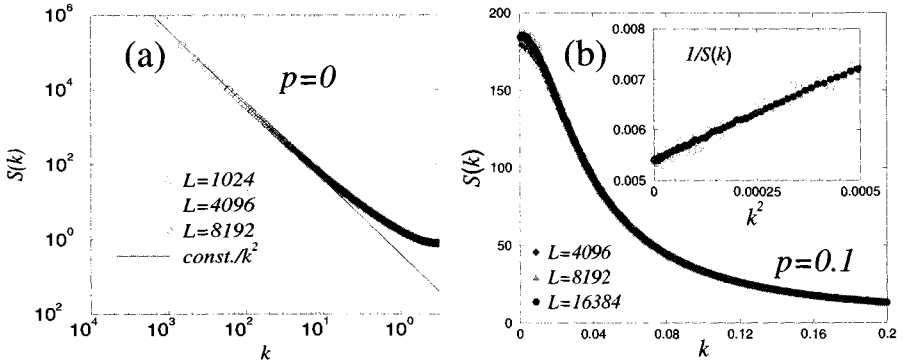 (a)
p=0
S(k)
10^6
10^4
10^2
10^0
10^2
L=1024
L=4096
L=8192
const./k^2
10^4
10^3
10^2
10^1
10^0
k
(b)
p=0.1
S(k)
200
150
100
50
0
L=4096
L=8192
L=16384
0
0.04
0.08
0.12
0.16
0.2
k
1/S(k)
0.008
0.007
0.006
0.005
0
0.00025
0.0005
k^2